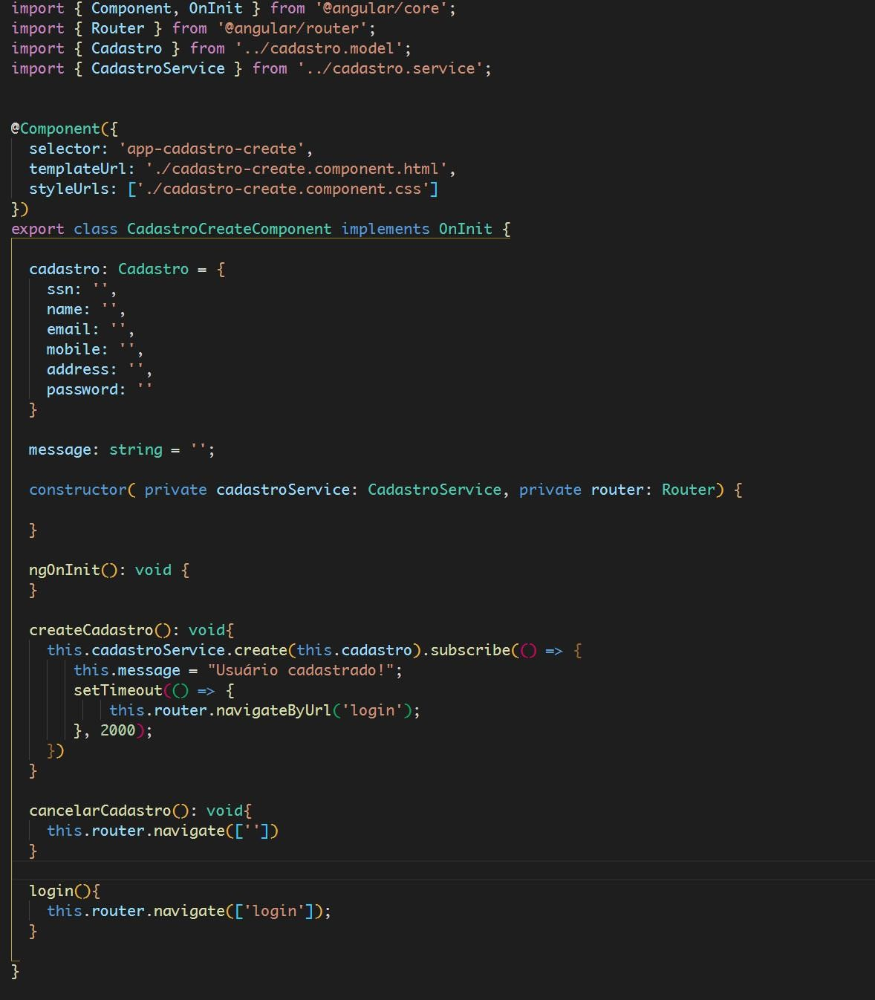 import { Component, OnInit } from '@angular/core';
import { Router } from '@angular/router';
import { Cadastro } from '../cadastro.model';
import { CadastroService } from '../cadastro.service';
@Component({
  selector: 'app-cadastro-create',
  templateUrl: './cadastro-create.component.html',
  styleUrls: ['./cadastro-create.component.css']
})
export class CadastroCreateComponent implements OnInit {
  cadastro: Cadastro = {
    ssn: '',
    name: '',
    email: '',
    mobile: '',
    address: '',
    password: ''
  }
  message: string = '';
  constructor( private cadastroService: CadastroService, private router: Router) {
  }
  ngOnInit(): void {
  }
  createCadastro(): void{
    this.cadastroService.create(this.cadastro).subscribe(() => {
       this.message = "Usuário cadastrado!";
       setTimeout(() => {
           this.router.navigateByUrl('login');
       }, 2000);
    })
  }
  cancelarCadastro(): void{
    this.router.navigate([''])
  }
  login(){
    this.router.navigate(['login']);
  }
}